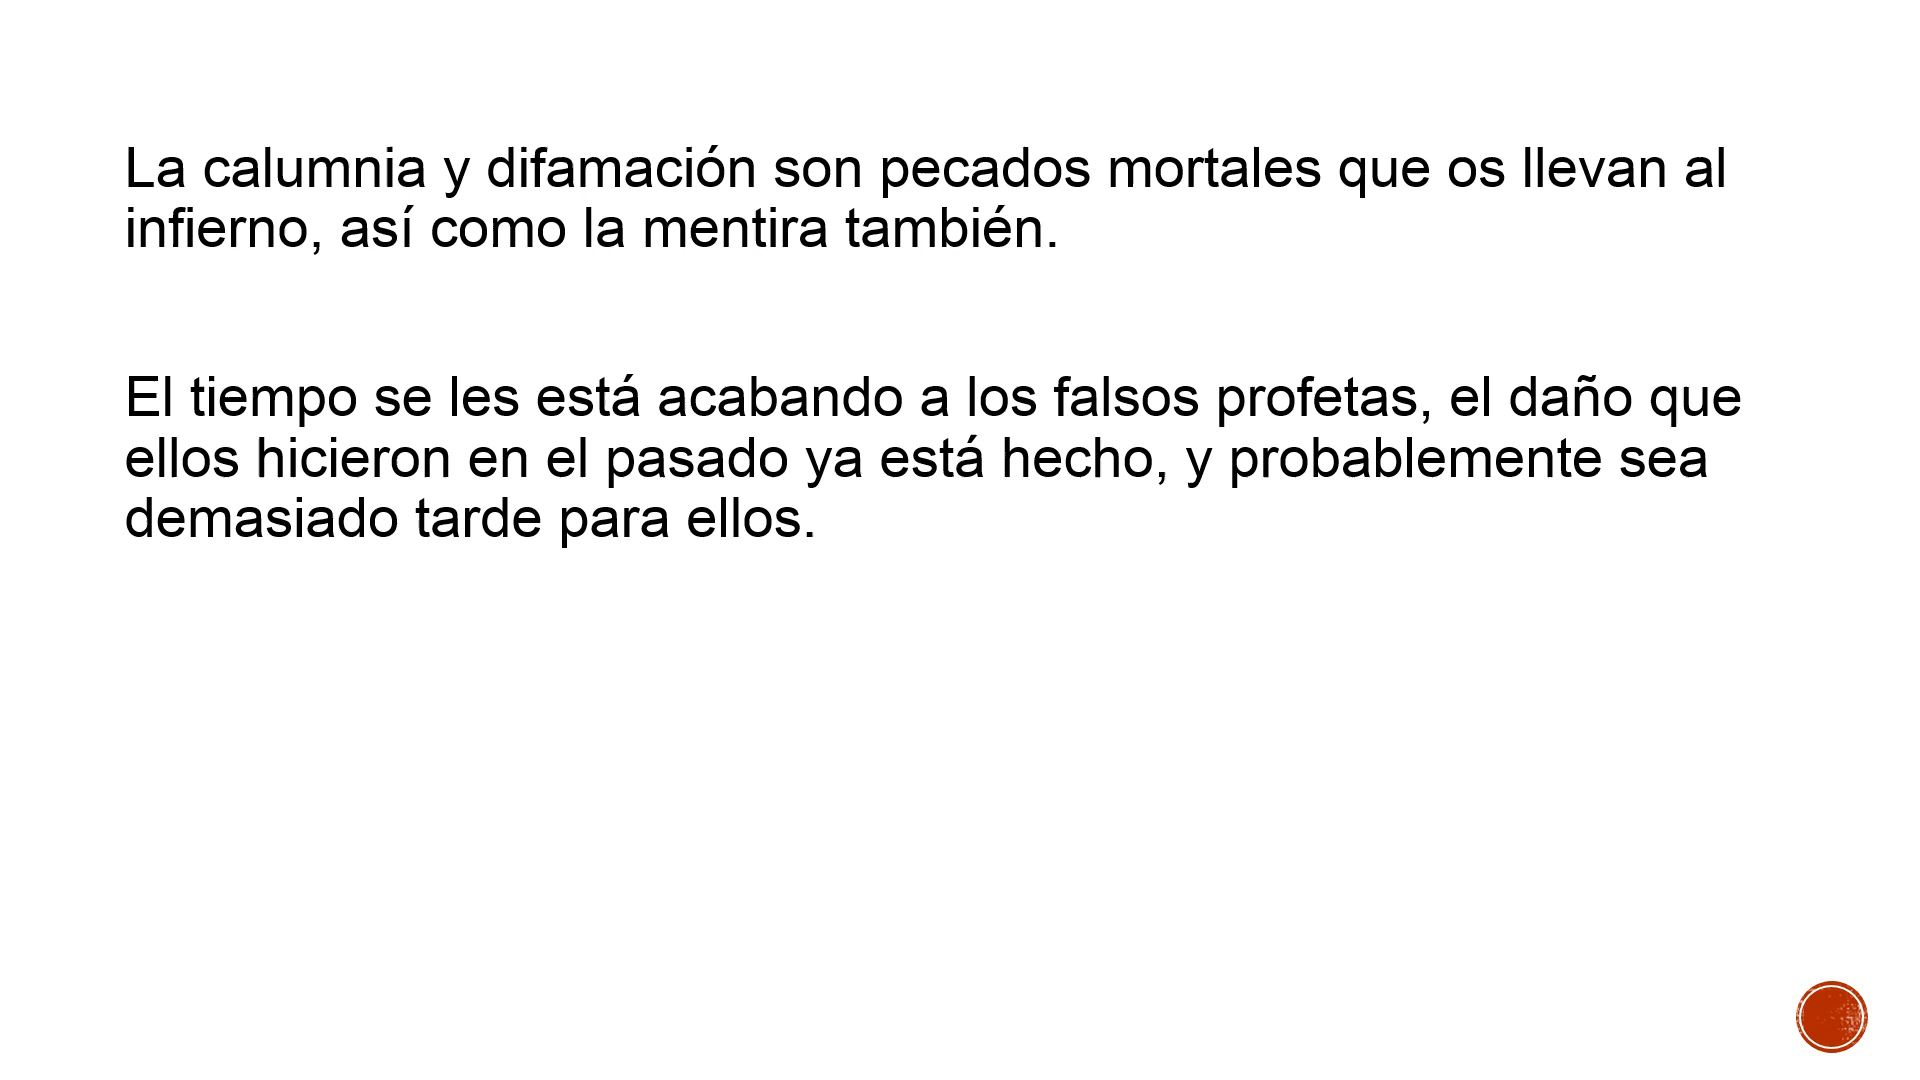 La calumnia y difamación son pecados mortales que os llevan al
infierno, así como la mentira también.
El tiempo se les está acabando a los falsos profetas, el daño que
ellos hicieron en el pasado ya está hecho, y probablemente sea
demasiado tarde para ellos.